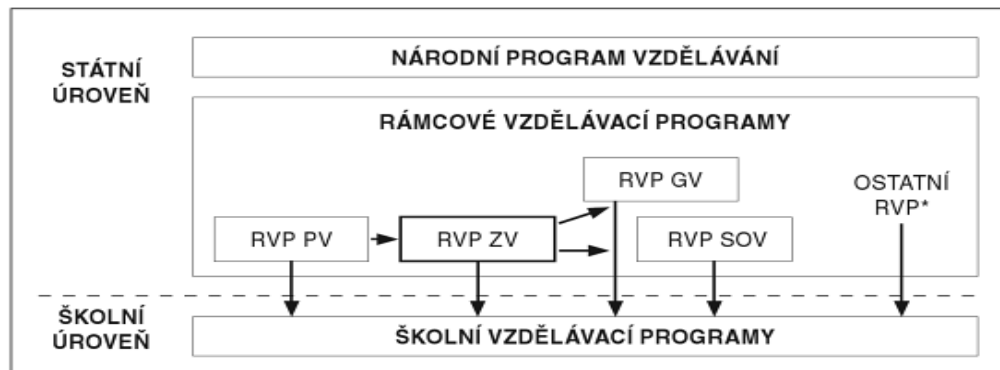 STÁTNÍ
ÚROVEŇ
NÁRODNÍ PROGRAM VZDĚLÁVÁNÍ
RÁMCOVÉ VZDĚLÁVACÍ PROGRAMY
RVP GV
OSTATNÍ
RVP*
RVP PV
RVP ZV
RVP SOV
ŠKOLNÍ
ÚROVEŇ
ŠKOLNÍ VZDĚLÁVACÍ PROGRAMY